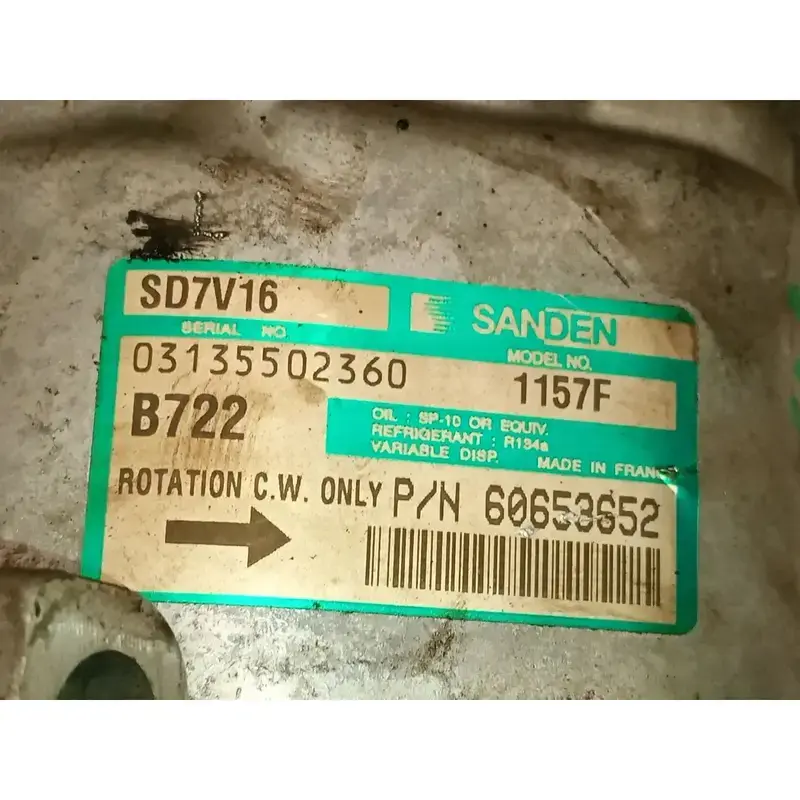 SD7V16
SANDEN
SERIAL NO
MODEL NO.
03135502360
1157F
B722
OIL : SP-10 OR EQUIV.
REFRIGERANT : R134a
VARIABLE DISP.
MADE IN FRANCE
ROTATION C.W. ONLY
P/N 60653652